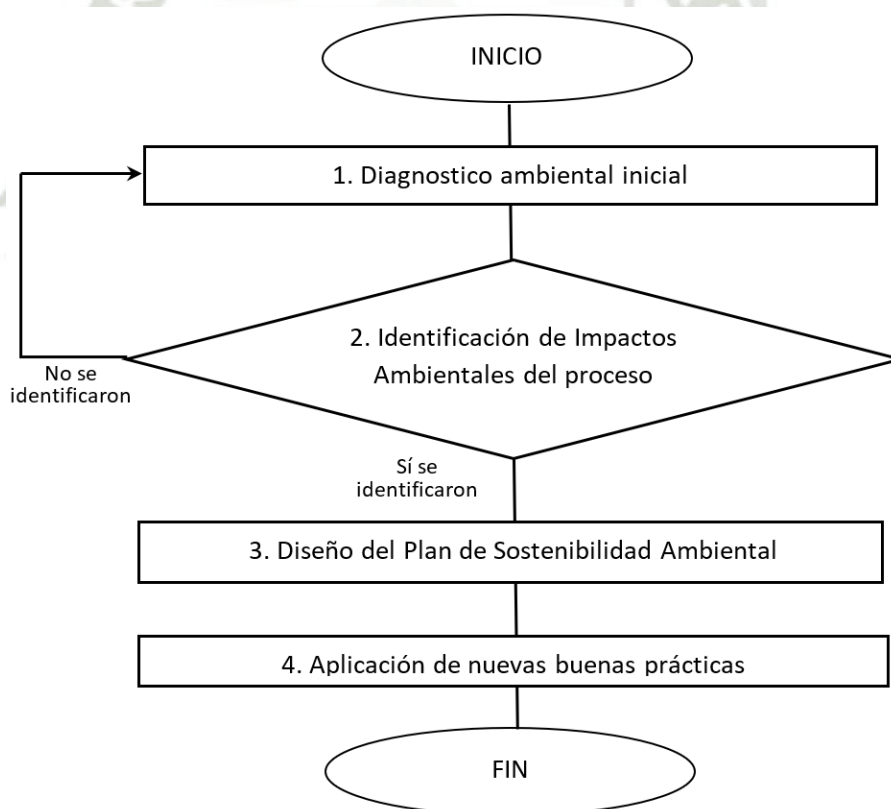 INICIO
1. Diagnostico ambiental inicial
2. Identificación de Impactos
Ambientales del proceso
No se
identificaron
Sí se
identificaron
3. Diseño del Plan de Sostenibilidad Ambiental
4. Aplicación de nuevas buenas prácticas
FIN